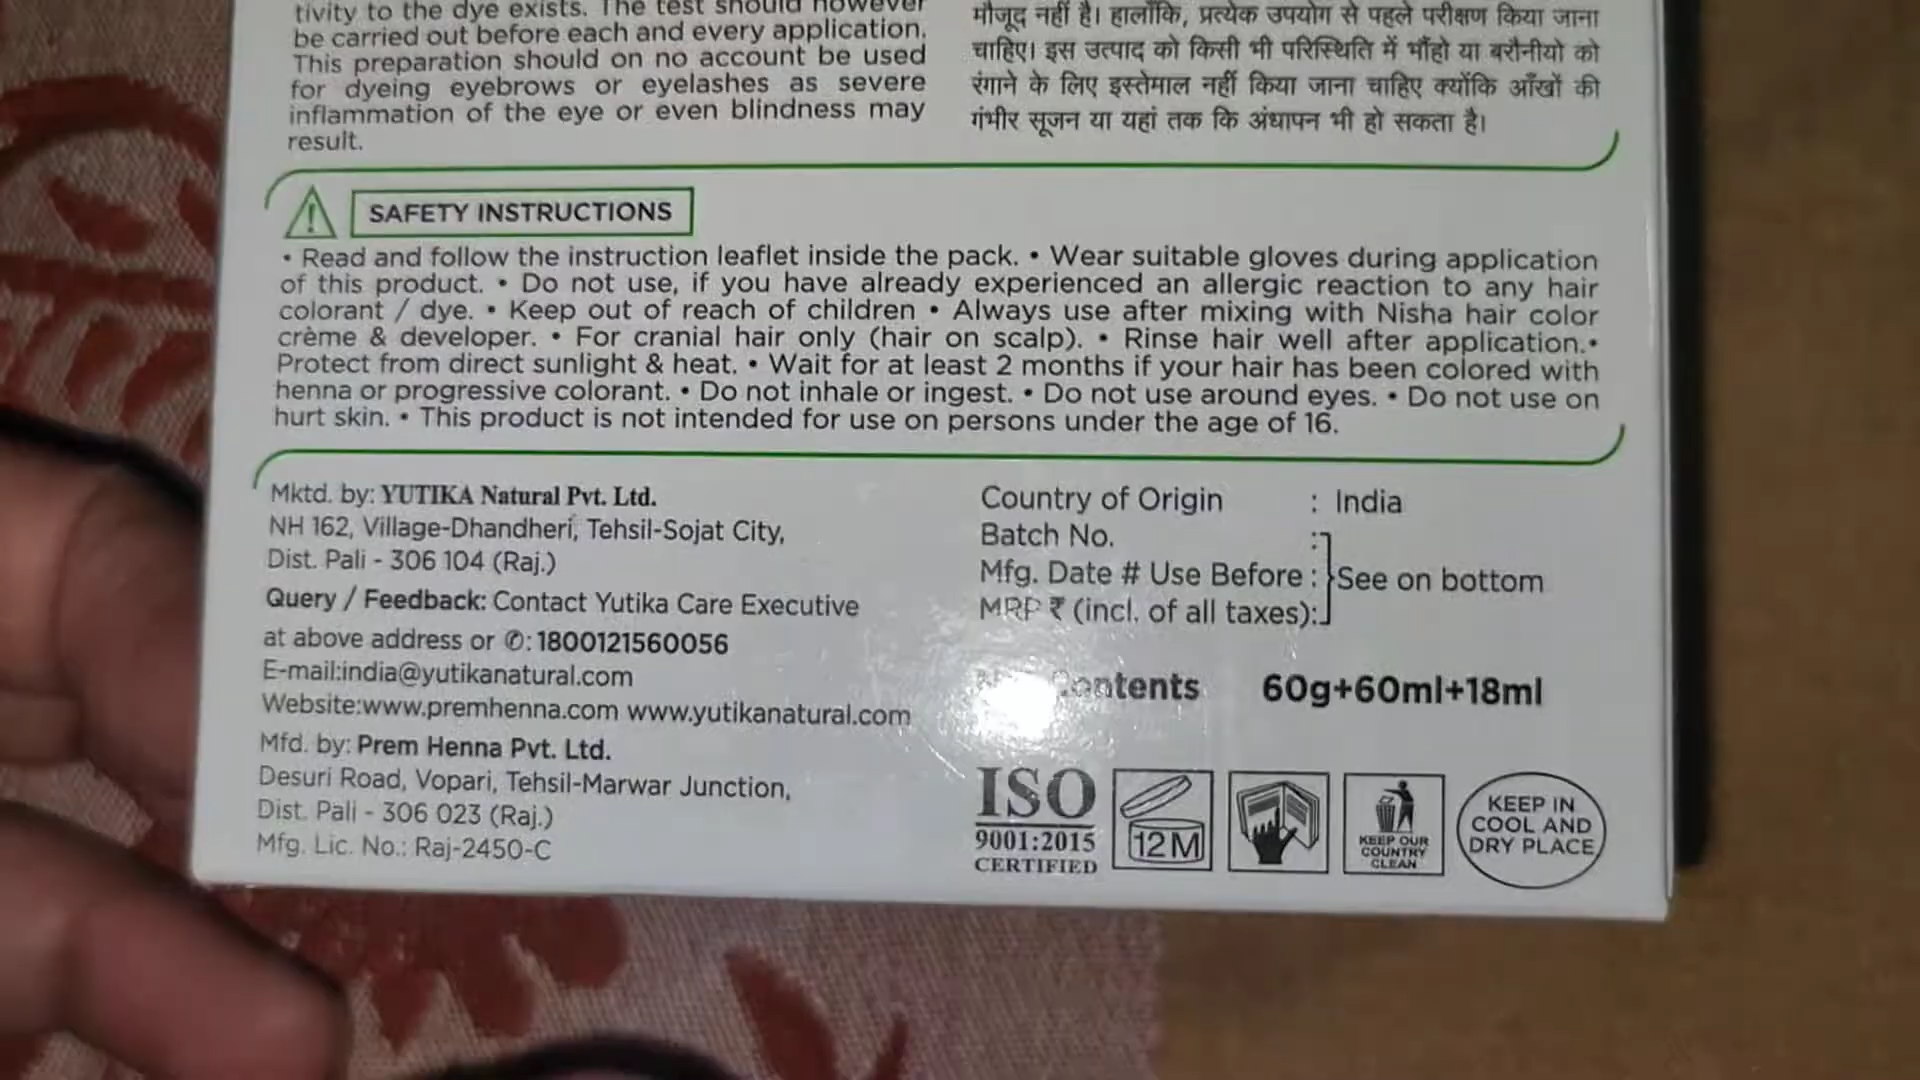 tivity to the dye exists. The test should however
be carried out before each and every application.
This preparation should on no account be used
for dyeing eyebrows or eyelashes as severe
inflammation of the eye or even blindness may
result.
मौजूद नहीं है। हालाँकि, प्रत्येक उपयोग से पहले परीक्षण किया जाना
चाहिए। इस उत्पाद को किसी भी परिस्थिति में भौंहो या बरौनीयो को
रंगाने के लिए इस्तेमाल नहीं किया जाना चाहिए क्योंकि आँखों की
गंभीर सूजन या यहां तक कि अंधापन भी हो सकता है।
SAFETY INSTRUCTIONS
• Read and follow the instruction leaflet inside the pack. • Wear suitable gloves during application
of this product. • Do not use, if you have already experienced an allergic reaction to any hair
colorant / dye. • Keep out of reach of children • Always use after mixing with Nisha hair color
crème & developer. • For cranial hair only (hair on scalp). • Rinse hair well after application.•
Protect from direct sunlight & heat. • Wait for at least 2 months if your hair has been colored with
henna or progressive colorant. • Do not inhale or ingest. • Do not use around eyes. • Do not use on
hurt skin. • This product is not intended for use on persons under the age of 16.
Mktd. by: YUTIKA Natural Pvt. Ltd.
NH 162, Village-Dhandheri, Tehsil-Sojat City,
Dist. Pali - 306 104 (Raj.)
Query / Feedback: Contact Yutika Care Executive
at above address or ✆: 1800121560056
E-mail:india@yutikanatural.com
Website:www.premhenna.com www.yutikanatural.com
Mfd. by: Prem Henna Pvt. Ltd.
Desuri Road, Vopari, Tehsil-Marwar Junction,
Dist. Pali - 306 023 (Raj.)
Mfg. Lic. No.: Raj-2450-C
Country of Origin : India
Batch No. :
Mfg. Date # Use Before : See on bottom
MRP ₹ (incl. of all taxes):
Contents 60g+60ml+18ml
ISO
9001:2015
CERTIFIED
12M
KEEP OUR
COUNTRY
CLEAN
KEEP IN
COOL AND
DRY PLACE